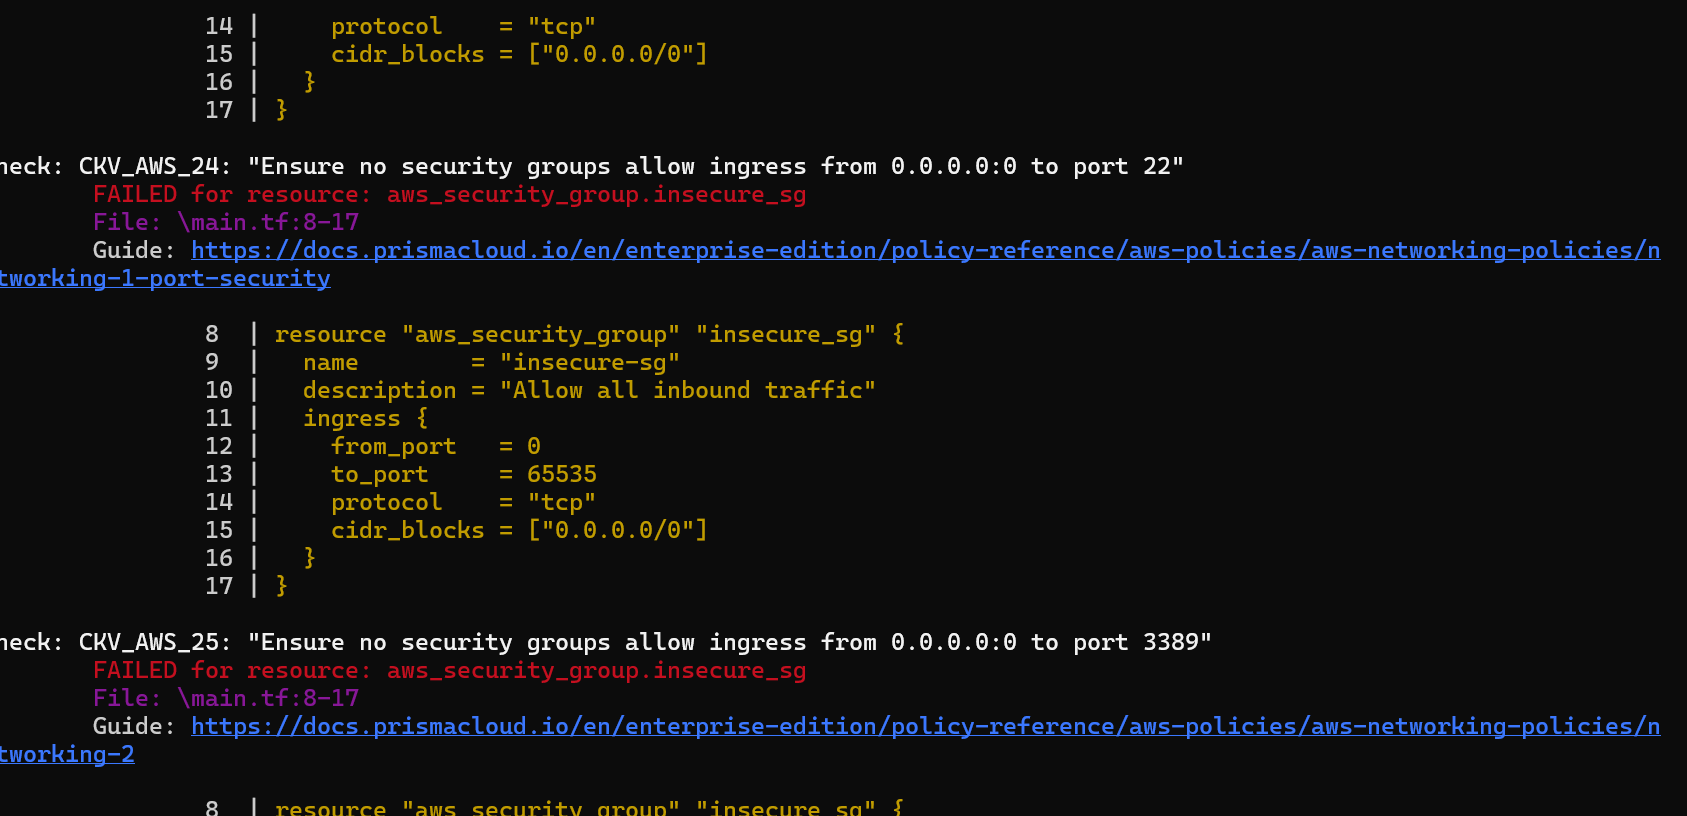 14 |     protocol    = "tcp"
15 |     cidr_blocks = ["0.0.0.0/0"]
16 |   }
17 | }
heck: CKV_AWS_24: "Ensure no security groups allow ingress from 0.0.0.0:0 to port 22"
FAILED for resource: aws_security_group.insecure_sg
File: \main.tf:8-17
Guide: https://docs.prismacloud.io/en/enterprise-edition/policy-reference/aws-policies/aws-networking-policies/n
tworking-1-port-security
8  | resource "aws_security_group" "insecure_sg" {
9  |   name        = "insecure-sg"
10 |   description = "Allow all inbound traffic"
11 |   ingress {
12 |     from_port   = 0
13 |     to_port     = 65535
14 |     protocol    = "tcp"
15 |     cidr_blocks = ["0.0.0.0/0"]
16 |   }
17 | }
heck: CKV_AWS_25: "Ensure no security groups allow ingress from 0.0.0.0:0 to port 3389"
FAILED for resource: aws_security_group.insecure_sg
File: \main.tf:8-17
Guide: https://docs.prismacloud.io/en/enterprise-edition/policy-reference/aws-policies/aws-networking-policies/n
tworking-2
8  | resource "aws_security_group" "insecure_sg" {